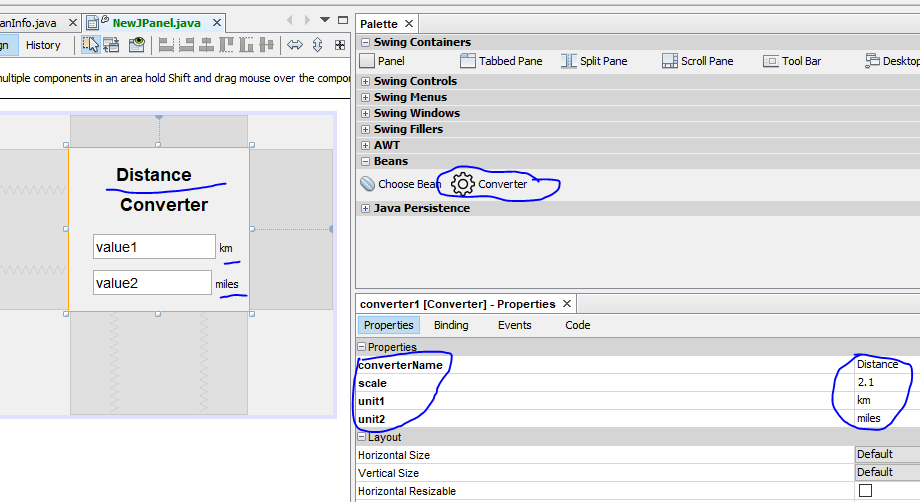 anInfo.java
NewJPanel.java
gn
History
nultiple components in an area hold Shift and drag mouse over the compor
Distance
Converter
value1 km
value2 miles
Palette
Swing Containers
Panel Tabbed Pane Split Pane Scroll Pane Tool Bar Desktop
Swing Controls
Swing Menus
Swing Windows
Swing Fillers
AWT
Beans
Choose Bean Converter
Java Persistence
converter1 [Converter] - Properties
Properties Binding Events Code
Properties
converterName Distance
scale 2.1
unit1 km
unit2 miles
Layout
Horizontal Size Default
Vertical Size Default
Horizontal Resizable